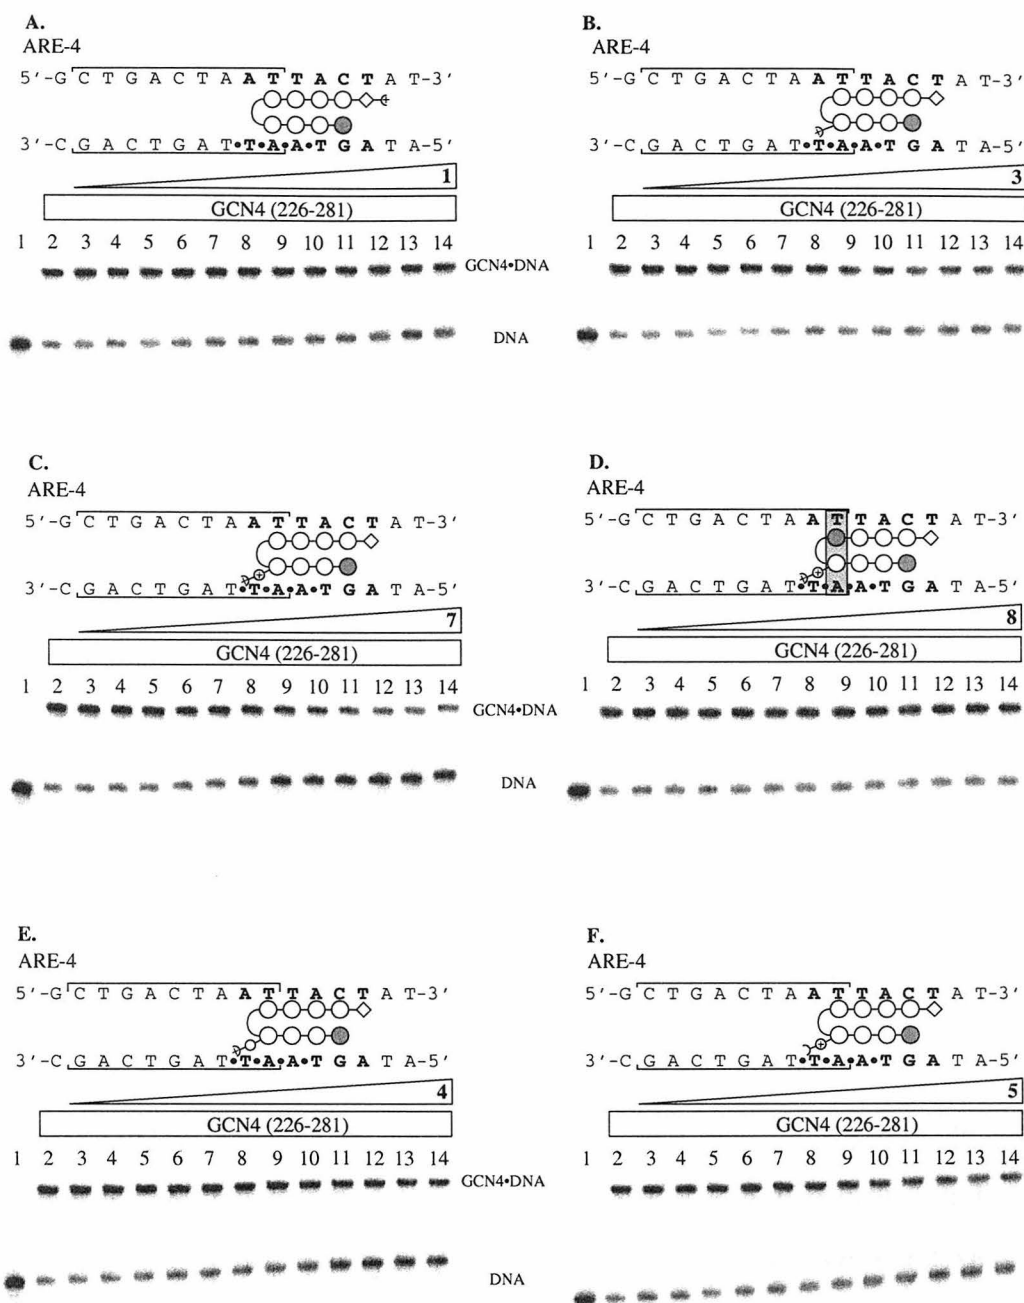 A.
ARE-4
5'-G C T G A C T A A T T A C T A T-3'
3'-C G A C T G A T•T•A•A•T G A T A-5'
1
GCN4 (226-281)
1 2 3 4 5 6 7 8 9 10 11 12 13 14
GCN4•DNA
DNA
B.
ARE-4
5'-G C T G A C T A A T T A C T A T-3'
3'-C G A C T G A T•T•A•A•T G A T A-5'
3
GCN4 (226-281)
1 2 3 4 5 6 7 8 9 10 11 12 13 14
C.
ARE-4
5'-G C T G A C T A A T T A C T A T-3'
3'-C G A C T G A T•T•A•A•T G A T A-5'
7
GCN4 (226-281)
1 2 3 4 5 6 7 8 9 10 11 12 13 14
GCN4•DNA
DNA
D.
ARE-4
5'-G C T G A C T A A T T A C T A T-3'
3'-C G A C T G A T•T•A•A•T G A T A-5'
8
GCN4 (226-281)
1 2 3 4 5 6 7 8 9 10 11 12 13 14
E.
ARE-4
5'-G C T G A C T A A T T A C T A T-3'
3'-C G A C T G A T•T•A•A•T G A T A-5'
4
GCN4 (226-281)
1 2 3 4 5 6 7 8 9 10 11 12 13 14
GCN4•DNA
DNA
F.
ARE-4
5'-G C T G A C T A A T T A C T A T-3'
3'-C G A C T G A T•T•A•A•T G A T A-5'
5
GCN4 (226-281)
1 2 3 4 5 6 7 8 9 10 11 12 13 14